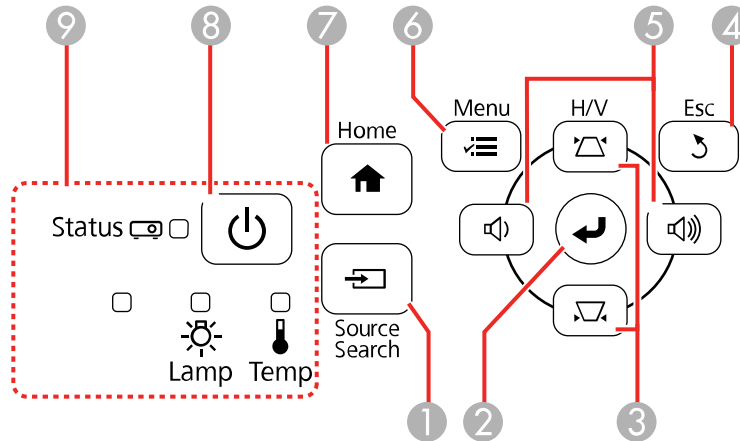 9 8 7 6 5 4
Menu H/V Esc
Home
Status
Source
Search
Lamp Temp
1 2 3